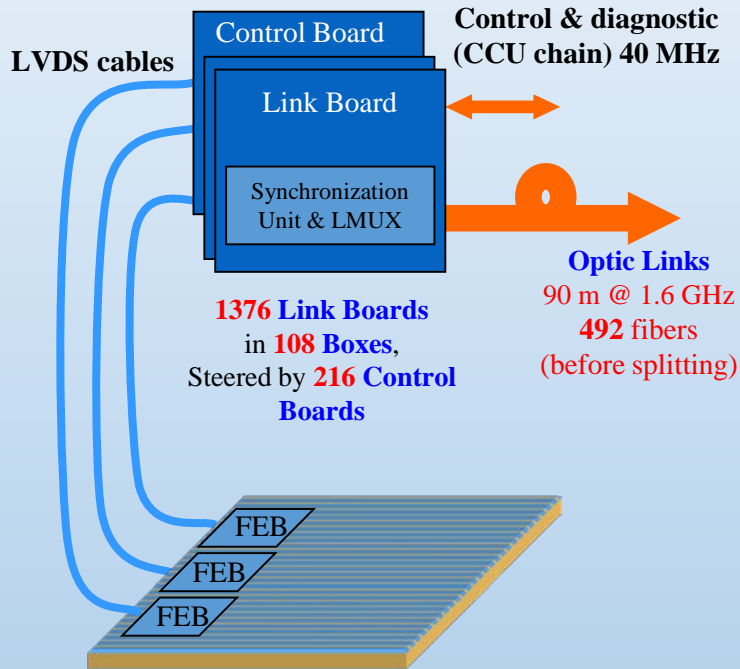 Control Board
Control & diagnostic
(CCU chain) 40 MHz
LVDS cables
Link Board
Synchronization
Unit & LMUX
Optic Links
90 m @ 1.6 GHz
492 fibers
(before splitting)
1376 Link Boards
in 108 Boxes,
Steered by 216 Control
Boards
FEB
FEB
FEB